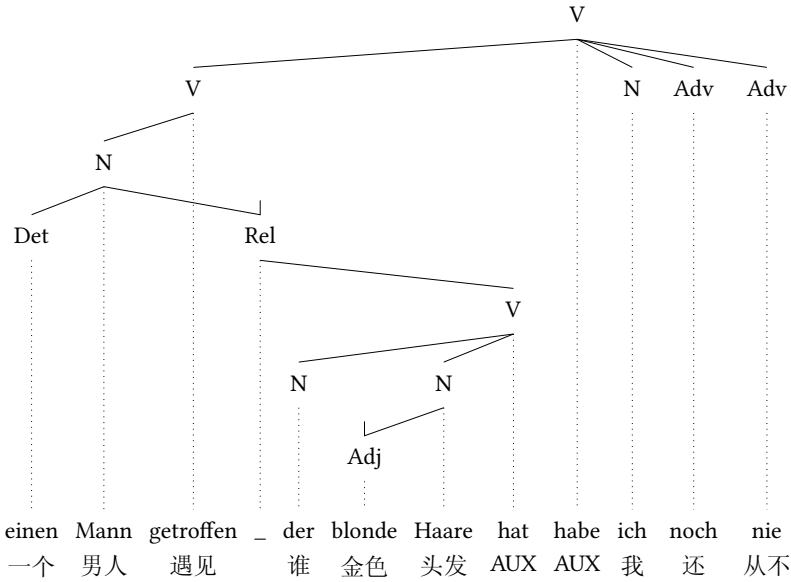 V
V N Adv Adv
N
Det Rel
V
N N
Adj
einen Mann getroffen _ der blonde Haare hat habe ich noch nie
一个 男人 遇见 谁 金色 头发 AUX AUX 我 还 从不